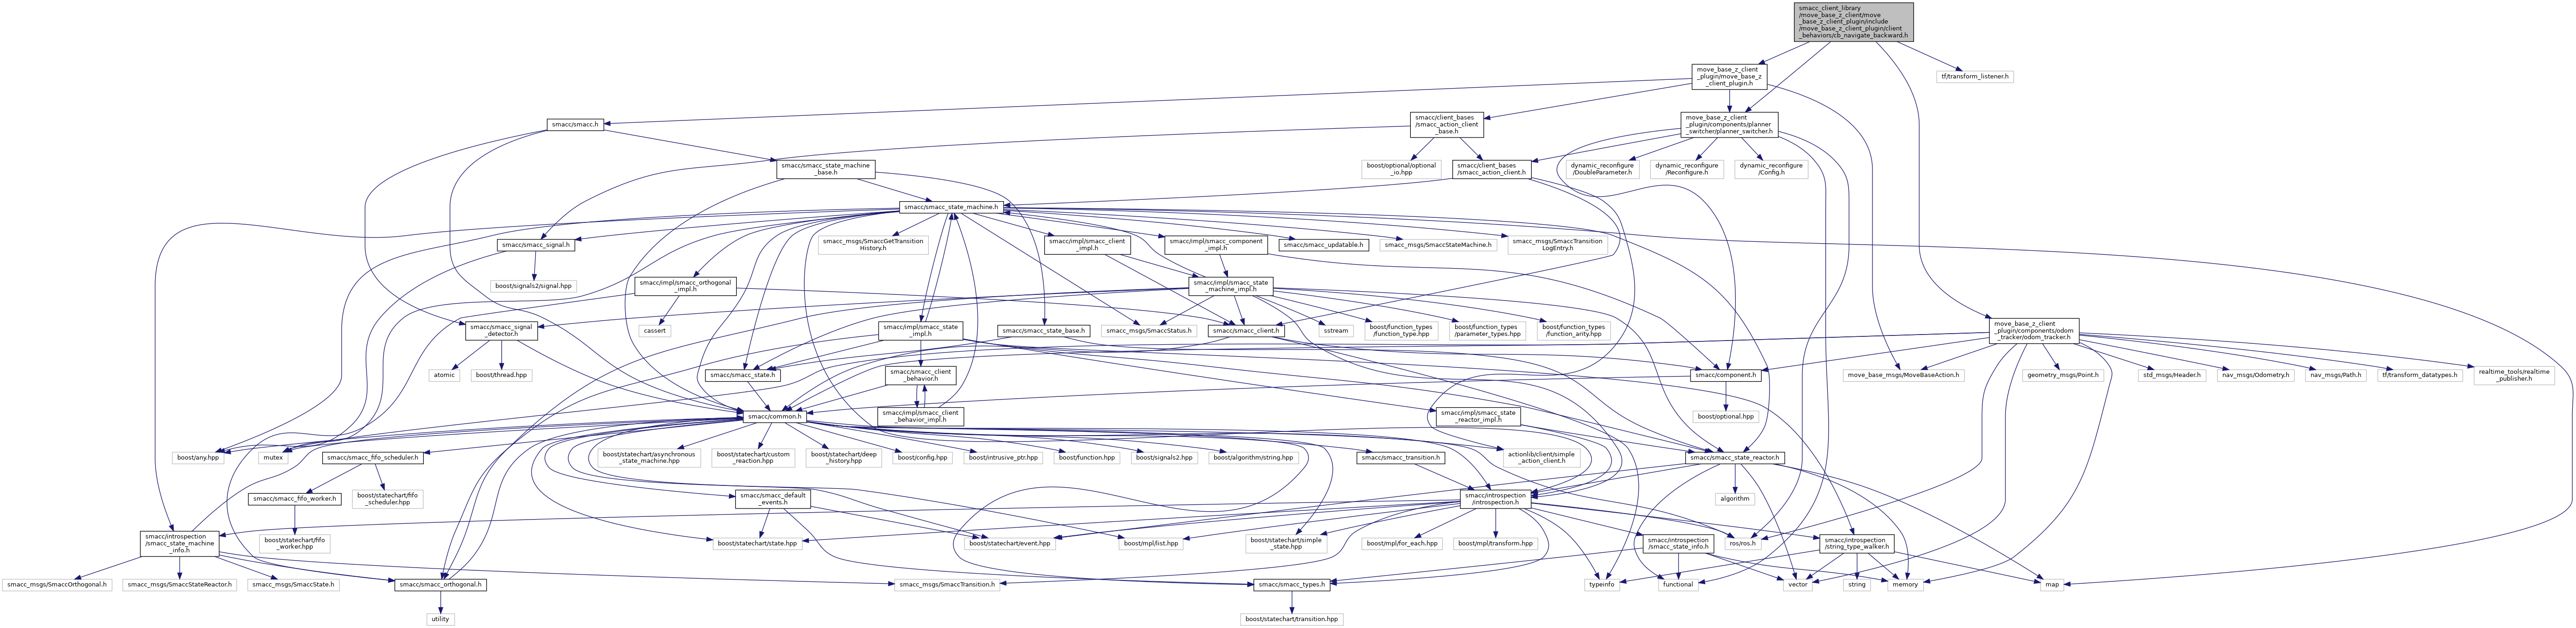 smacc_client_library
/move_base_z_client/move
_base_z_client_plugin/include
/move_base_z_client_plugin/client
_behaviors/cb_navigate_backward.h
move_base_z_client
_plugin/move_base_z
_client_plugin.h
tf/transform_listener.h
smacc/smacc.h
smacc/client_bases
/smacc_action_client
_base.h
move_base_z_client
_plugin/components/planner
_switcher/planner_switcher.h
smacc/smacc_state_machine
_base.h
boost/optional/optional
_io.hpp
smacc/client_bases
/smacc_action_client.h
dynamic_reconfigure
/DoubleParameter.h
dynamic_reconfigure
/Reconfigure.h
dynamic_reconfigure
/Config.h
smacc/smacc_state_machine.h
smacc/smacc_signal.h
smacc_msgs/SmaccGetTransition
History.h
smacc/impl/smacc_client
_impl.h
smacc/impl/smacc_component
_impl.h
smacc/smacc_updatable.h
smacc_msgs/SmaccStateMachine.h
smacc_msgs/SmaccTransition
LogEntry.h
boost/signals2/signal.hpp
smacc/impl/smacc_orthogonal
_impl.h
smacc/impl/smacc_state
_machine_impl.h
smacc/smacc_signal
_detector.h
cassert
smacc/impl/smacc_state
_impl.h
smacc/smacc_state_base.h
smacc_msgs/SmaccStatus.h
smacc/smacc_client.h
sstream
boost/function_types
/function_type.hpp
boost/function_types
/parameter_types.hpp
boost/function_types
/function_arity.hpp
move_base_z_client
_plugin/components/odom
_tracker/odom_tracker.h
atomic
boost/thread.hpp
smacc/smacc_state.h
smacc/smacc_client
_behavior.h
smacc/component.h
move_base_msgs/MoveBaseAction.h
geometry_msgs/Point.h
std_msgs/Header.h
nav_msgs/Odometry.h
nav_msgs/Path.h
tf/transform_datatypes.h
realtime_tools/realtime
_publisher.h
smacc/common.h
smacc/impl/smacc_client
_behavior_impl.h
smacc/impl/smacc_state
_reactor_impl.h
boost/optional.hpp
boost/any.hpp
mutex
smacc/smacc_fifo_scheduler.h
boost/statechart/asynchronous
_state_machine.hpp
boost/statechart/custom
_reaction.hpp
boost/statechart/deep
_history.hpp
boost/config.hpp
boost/intrusive_ptr.hpp
boost/function.hpp
boost/signals2.hpp
boost/algorithm/string.hpp
smacc/smacc_transition.h
actionlib/client/simple
_action_client.h
smacc/smacc_state_reactor.h
smacc/smacc_fifo_worker.h
boost/statechart/fifo
_scheduler.hpp
smacc/smacc_default
_events.h
smacc/introspection
/introspection.h
algorithm
smacc/introspection
/smacc_state_machine
_info.h
boost/statechart/fifo
_worker.hpp
boost/statechart/state.hpp
boost/statechart/event.hpp
boost/mpl/list.hpp
boost/statechart/simple
_state.hpp
boost/mpl/for_each.hpp
boost/mpl/transform.hpp
smacc/introspection
/smacc_state_info.h
ros/ros.h
smacc/introspection
/string_type_walker.h
smacc_msgs/SmaccOrthogonal.h
smacc_msgs/SmaccStateReactor.h
smacc_msgs/SmaccState.h
smacc/smacc_orthogonal.h
smacc_msgs/SmaccTransition.h
smacc/smacc_types.h
typeinfo
functional
vector
string
memory
map
utility
boost/statechart/transition.hpp